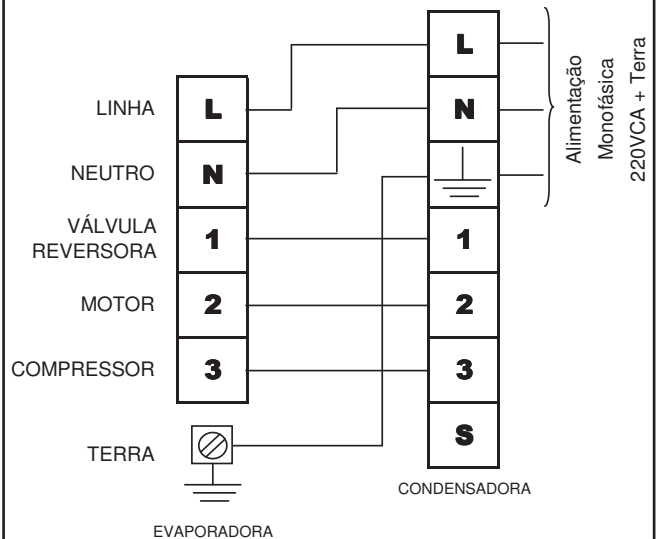 LINHA
NEUTRO
VÁLVULA
REVERSORA
MOTOR
COMPRESSOR
TERRA
L
N
1
2
3
EVAPORADORA
L
N
1
2
3
S
CONDENSADORA
Alimentação
Monofásica
220VCA + Terra